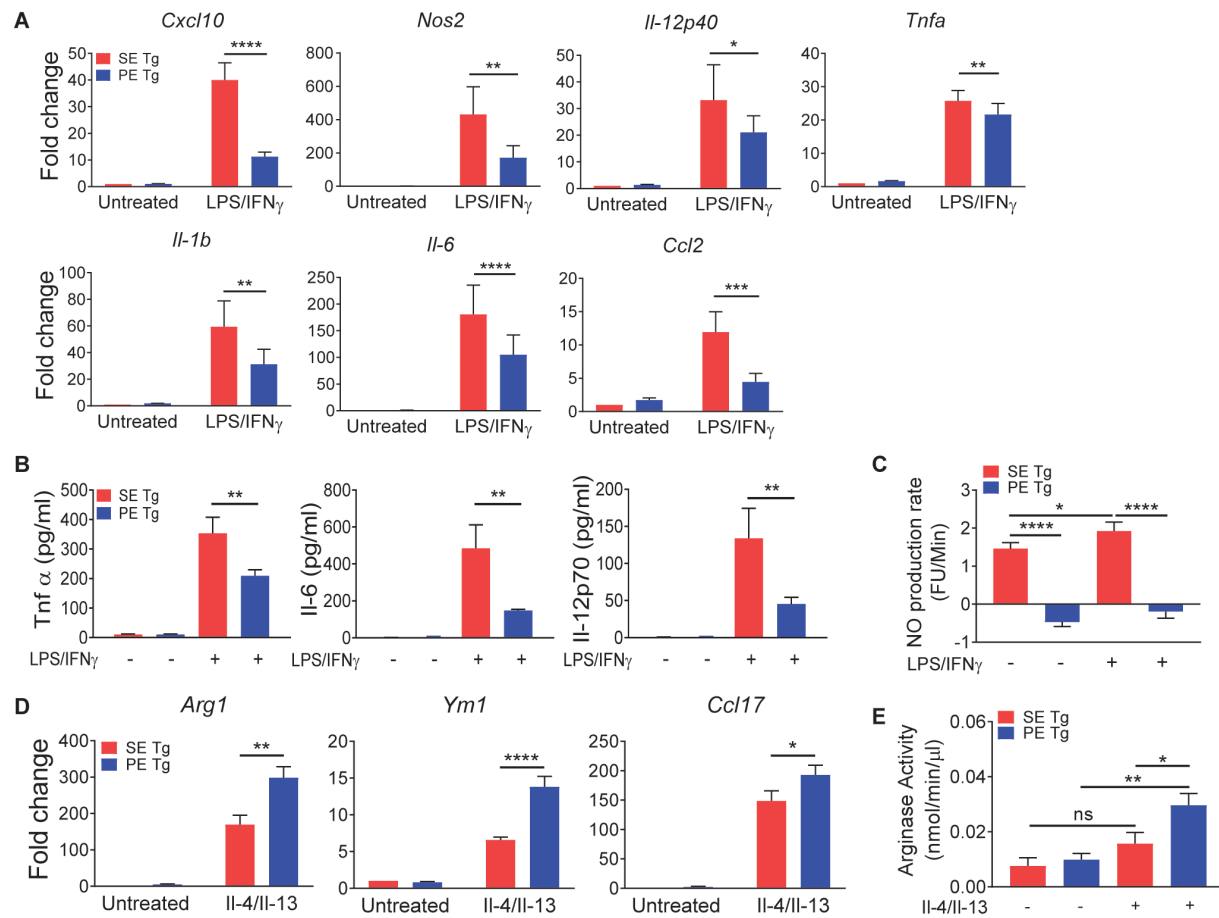 A
Cxcl10
Nos2
Il-12p40
Tnfa
Fold change
50
40
30
20
10
0
SE Tg
PE Tg
****
Untreated
LPS/IFNγ
800
600
400
200
0
**
Untreated
LPS/IFNγ
50
40
30
20
10
0
*
Untreated
LPS/IFNγ
40
30
20
10
0
**
Untreated
LPS/IFNγ
Il-1b
Il-6
Ccl2
Fold change
100
80
60
40
20
0
**
Untreated
LPS/IFNγ
250
200
150
100
50
0
****
Untreated
LPS/IFNγ
20
15
10
5
0
***
Untreated
LPS/IFNγ
B
Tnf α (pg/ml)
500
400
300
200
100
0
SE Tg
PE Tg
**
LPS/IFNγ - - + +
Il-6 (pg/ml)
800
600
400
200
0
**
LPS/IFNγ - - + +
Il-12p70 (pg/ml)
200
150
100
50
0
**
LPS/IFNγ - - + +
C
SE Tg
PE Tg
NO production rate
(FU/Min)
3
2
1
0
-1
*
****
****
LPS/IFNγ - - + +
D
Arg1
Ym1
Ccl17
Fold change
400
300
200
100
0
SE Tg
PE Tg
**
Untreated
Il-4/Il-13
15
10
5
0
20
****
Untreated
Il-4/Il-13
250
200
150
100
50
0
*
Untreated
Il-4/Il-13
E
SE Tg
PE Tg
Arginase Activity
(nmol/min/μl)
0.06
0.04
0.02
0.00
*
**
ns
Il-4/Il-13 - - + +